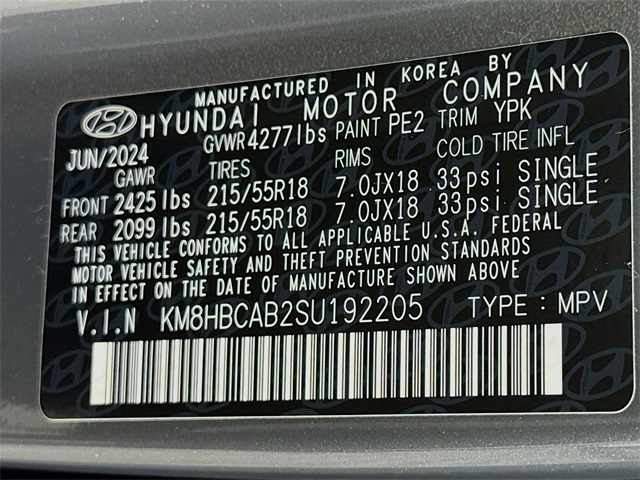 MANUFACTURED IN KOREA BY
HYUNDAI MOTOR COMPANY
JUN/2024 GVWR 4277 lbs PAINT PE2 TRIM YPK
GAWR TIRES RIMS COLD TIRE INFL
FRONT 2425 lbs 215/55R18 7.0JX18 33psi SINGLE
REAR 2099 lbs 215/55R18 7.0JX18 33psi SINGLE
THIS VEHICLE CONFORMS TO ALL APPLICABLE U.S.A. FEDERAL
MOTOR VEHICLE SAFETY AND THEFT PREVENTION STANDARDS
IN EFFECT ON THE DATE OF MANUFACTURE SHOWN ABOVE
V.I.N KM8HBCAB2SU192205 TYPE : MPV